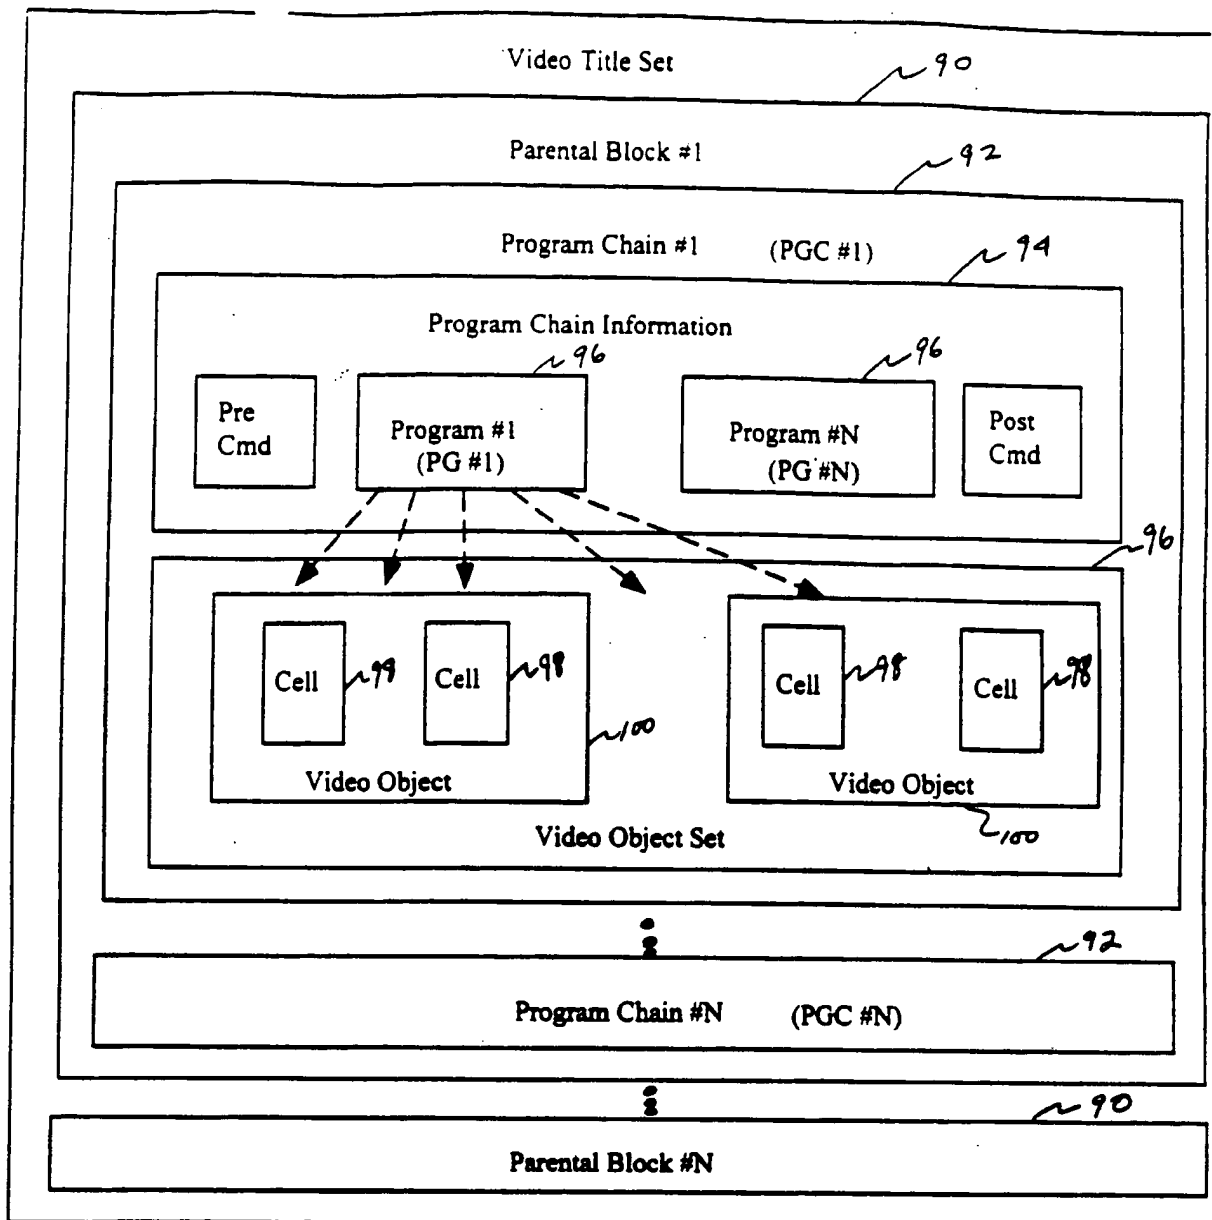 Video Title Set
90
Parental Block #1
92
Program Chain #1 (PGC #1)
94
Program Chain Information
96
96
Pre
Cmd
Program #1
(PG #1)
Program #N
(PG #N)
Post
Cmd
96
Cell
99
Cell
98
Cell
98
Cell
98
100
Video Object
Video Object
100
Video Object Set
92
Program Chain #N (PGC #N)
90
Parental Block #N